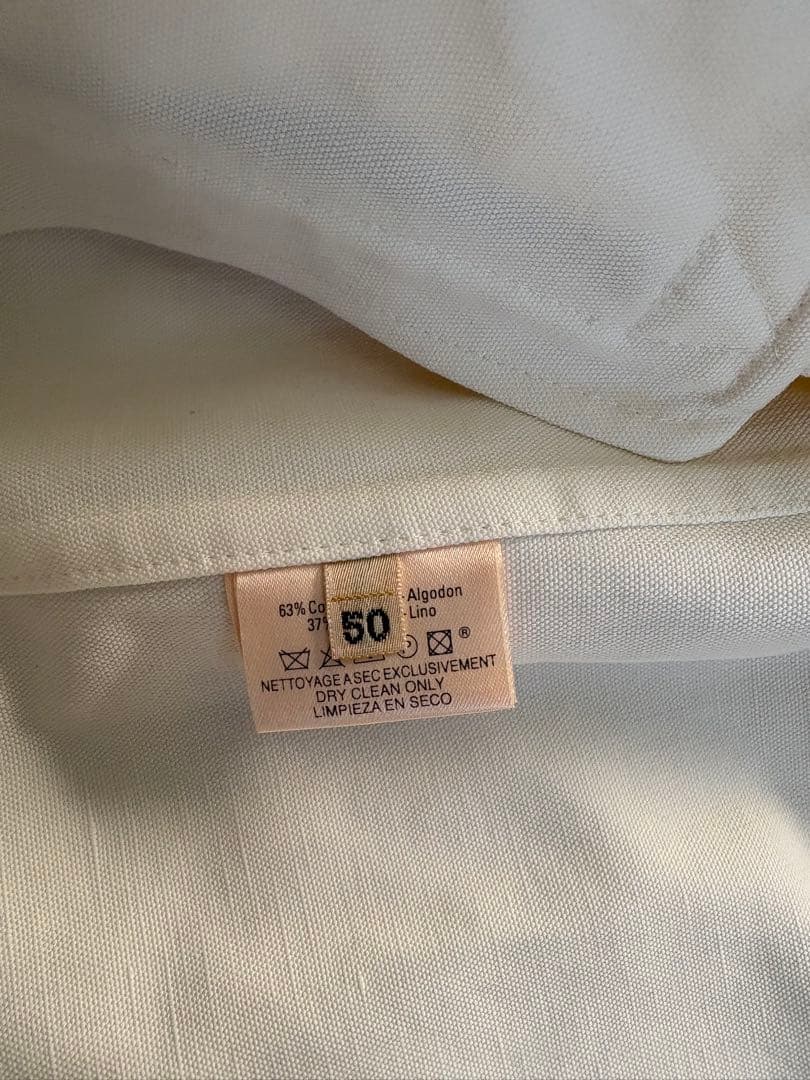 63% Co -Algodon
37% -Lino
50
P ®
NETTOYAGE A SEC EXCLUSIVEMENT
DRY CLEAN ONLY
LIMPIEZA EN SECO